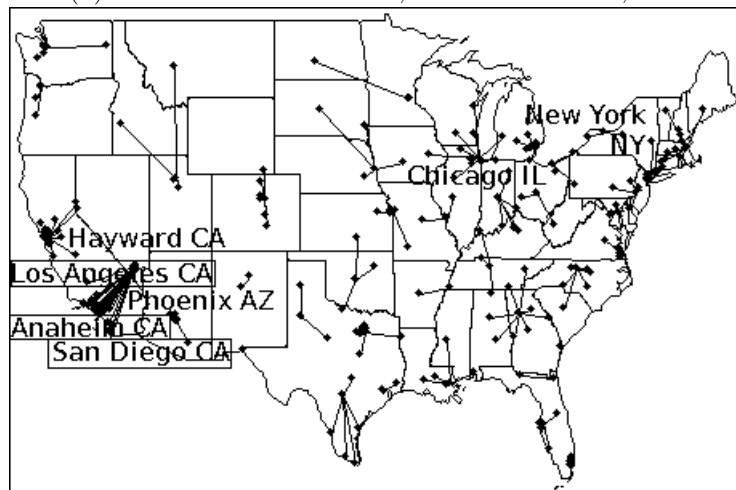 New York
NY
Chicago IL
Hayward CA
Los Angeles CA
Phoenix AZ
Anaheim CA
San Diego CA